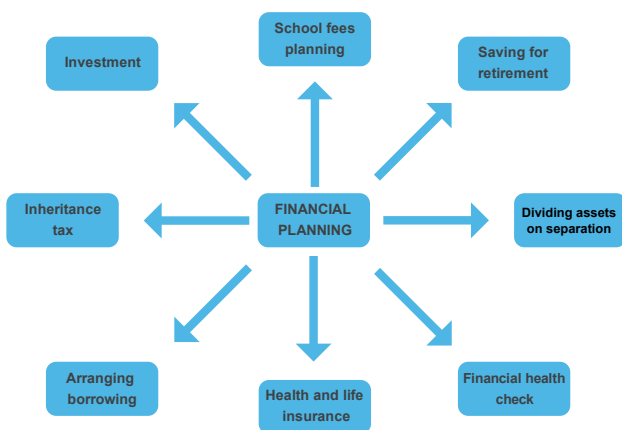 School fees
planning
Investment
Saving for
retirement
Inheritance
tax
FINANCIAL
PLANNING
Dividing assets
on separation
Arranging
borrowing
Health and life
insurance
Financial health
check